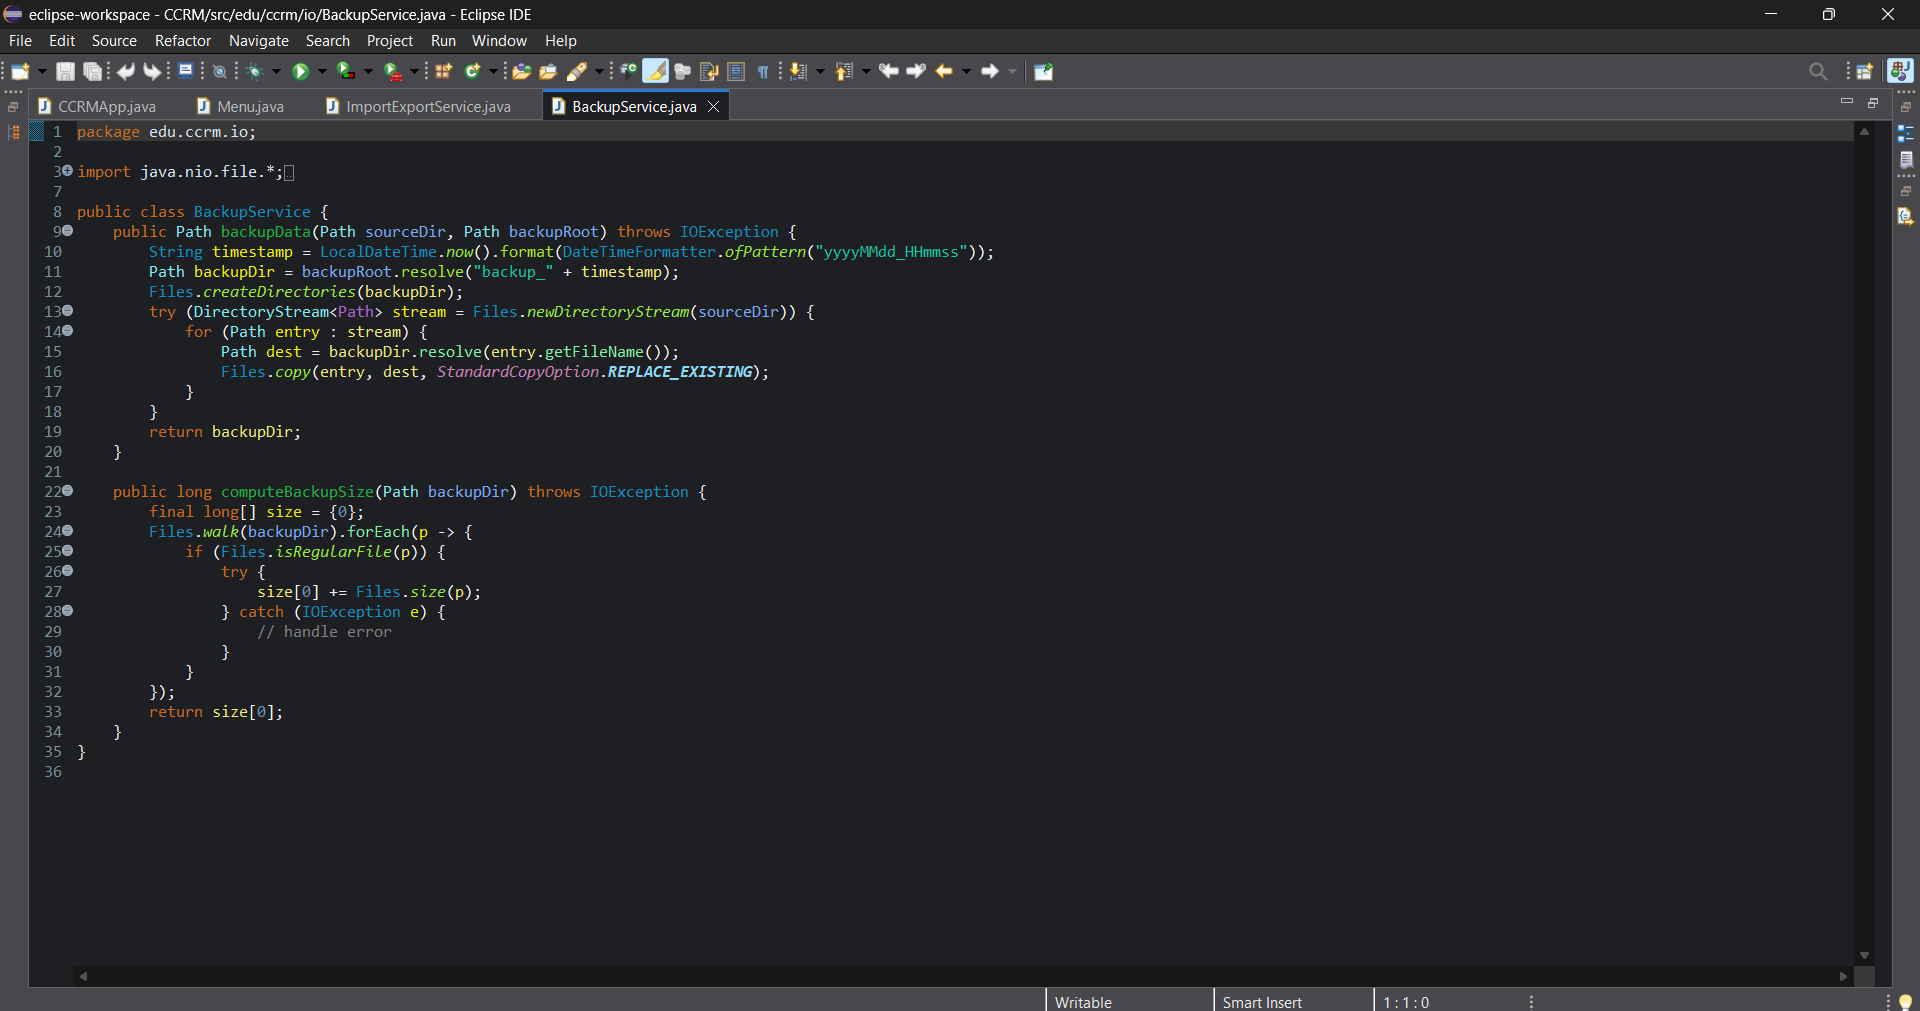 eclipse-workspace - CCRM/src/edu/ccrm/io/BackupService.java - Eclipse IDE
File Edit Source Refactor Navigate Search Project Run Window Help
CCRMApp.java Menu.java ImportExportService.java BackupService.java
1 package edu.ccrm.io;
2
3 import java.nio.file.*;
7
8 public class BackupService {
9     public Path backupData(Path sourceDir, Path backupRoot) throws IOException {
10         String timestamp = LocalDateTime.now().format(DateTimeFormatter.ofPattern("yyyyMMdd_HHmmss"));
11         Path backupDir = backupRoot.resolve("backup_" + timestamp);
12         Files.createDirectories(backupDir);
13         try (DirectoryStream<Path> stream = Files.newDirectoryStream(sourceDir)) {
14             for (Path entry : stream) {
15                 Path dest = backupDir.resolve(entry.getFileName());
16                 Files.copy(entry, dest, StandardCopyOption.REPLACE_EXISTING);
17             }
18         }
19         return backupDir;
20     }
21
22     public long computeBackupSize(Path backupDir) throws IOException {
23         final long[] size = {0};
24         Files.walk(backupDir).forEach(p -> {
25             if (Files.isRegularFile(p)) {
26                 try {
27                     size[0] += Files.size(p);
28                 } catch (IOException e) {
29                     // handle error
30                 }
31             }
32         });
33         return size[0];
34     }
35 }
36
Writable Smart Insert 1 : 1 : 0